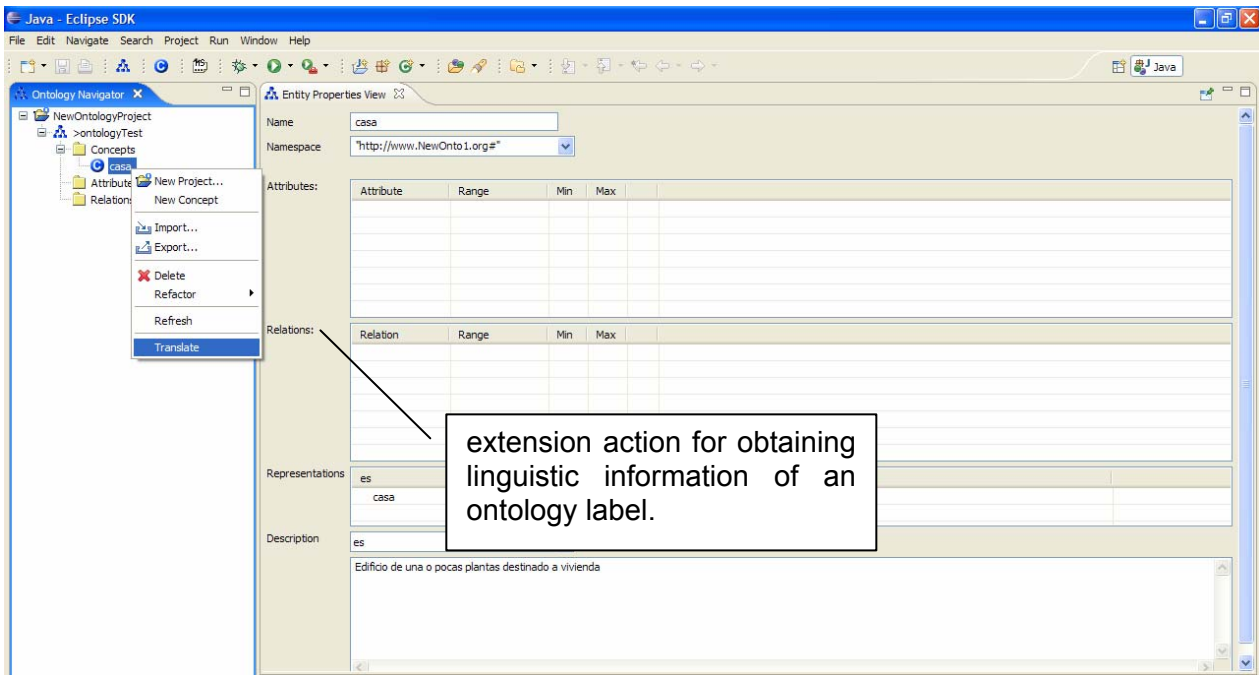 Java - Eclipse SDK
File Edit Navigate Search Project Run Window Help
Java
Ontology Navigator
Entity Properties View
NewOntologyProject
>ontologyTest
Concepts
casa
Attribute
Relation
New Project...
New Concept
Import...
Export...
Delete
Refactor
Refresh
Translate
Name casa
Namespace "http://www.NewOnto1.org#"
Attributes:
Attribute Range Min Max
Relations:
Relation Range Min Max
extension action for obtaining
linguistic information of an
ontology label.
Representations es
casa
Description es
Edificio de una o pocas plantas destinado a vivienda